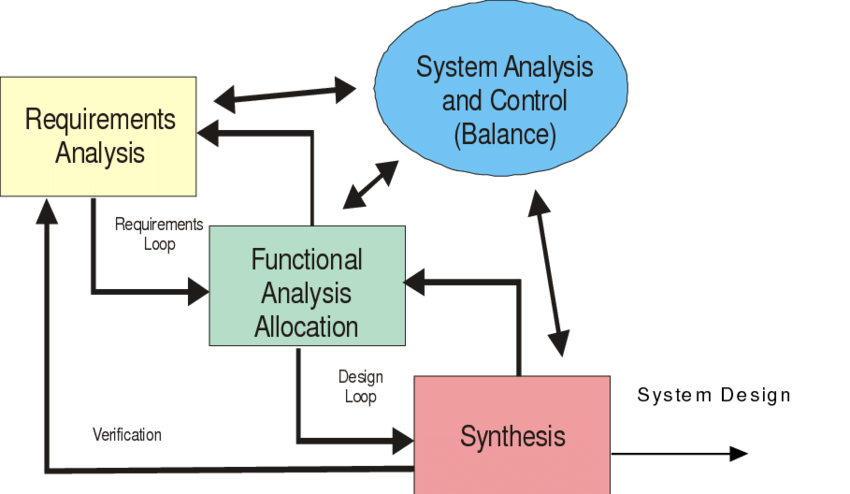 System Analysis
and Control
(Balance)
Requirements
Analysis
Requirements
Loop
Functional
Analysis
Allocation
Design
Loop
System Design
Synthesis
Verification